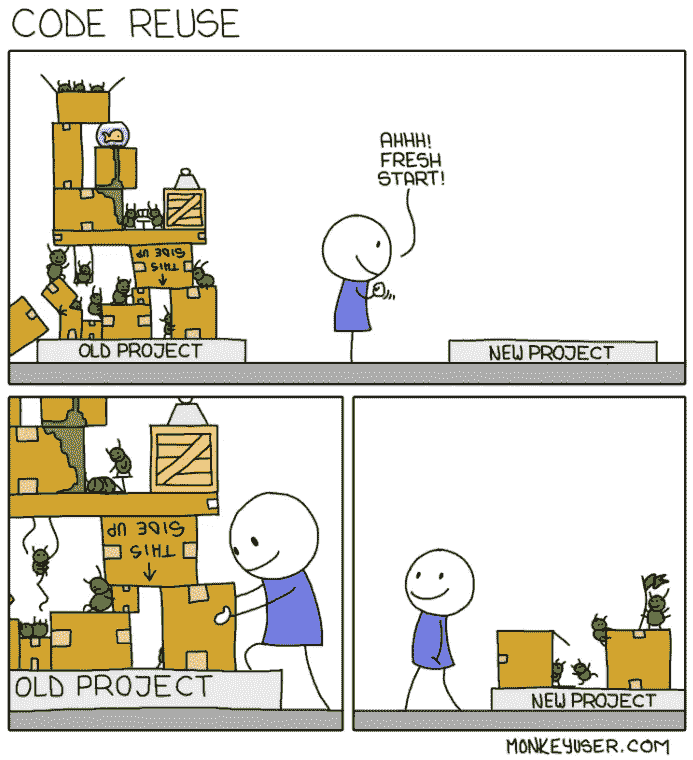 CODE REUSE
AHHH!
FRESH
START!
THIS
SIDE UP
OLD PROJECT
NEW PROJECT
THIS
SIDE UP
OLD PROJECT
NEW PROJECT
MONKEYUSER.COM